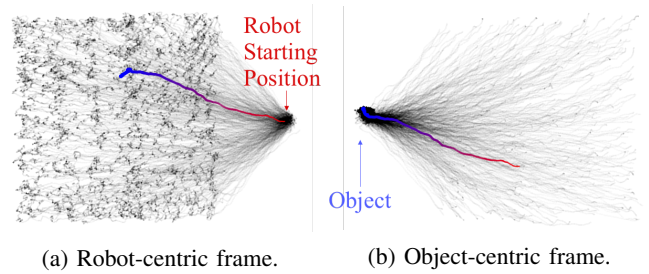 Robot
Starting
Position
Object
(a) Robot-centric frame.
(b) Object-centric frame.